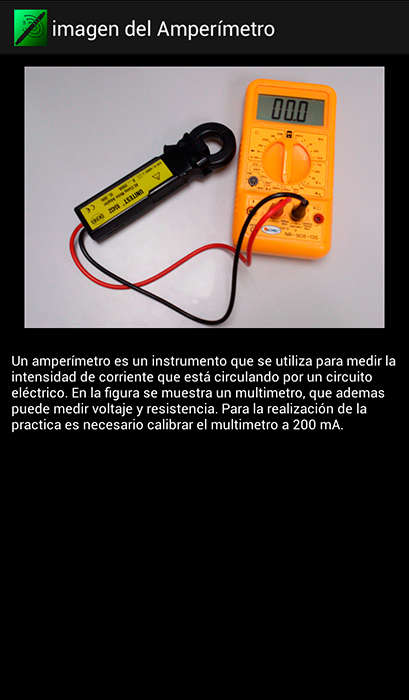 imagen del Amperímetro
00.0
UNITEST
Un amperímetro es un instrumento que se utiliza para medir la
intensidad de corriente que está circulando por un circuito
eléctrico. En la figura se muestra un multimetro, que ademas
puede medir voltaje y resistencia. Para la realización de la
practica es necesario calibrar el multimetro a 200 mA.